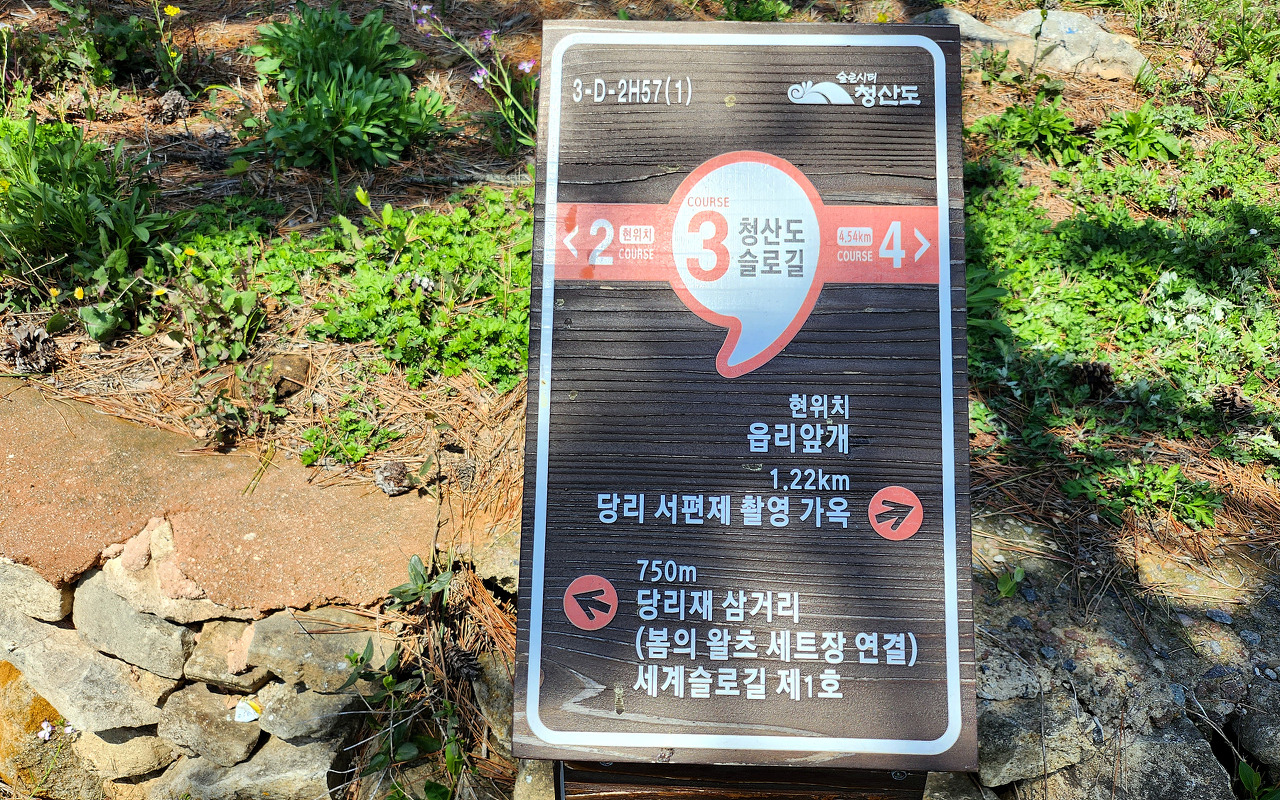 3-D-2H57(1)
슬로시티
청산도
< 2 현위치 COURSE
COURSE
3 청산도 슬로길
4.54km COURSE 4 >
현위치
읍리앞개
1.22km
당리 서편제 촬영 가옥
750m
당리재 삼거리
(봄의 왈츠 세트장 연결)
세계슬로길 제1호